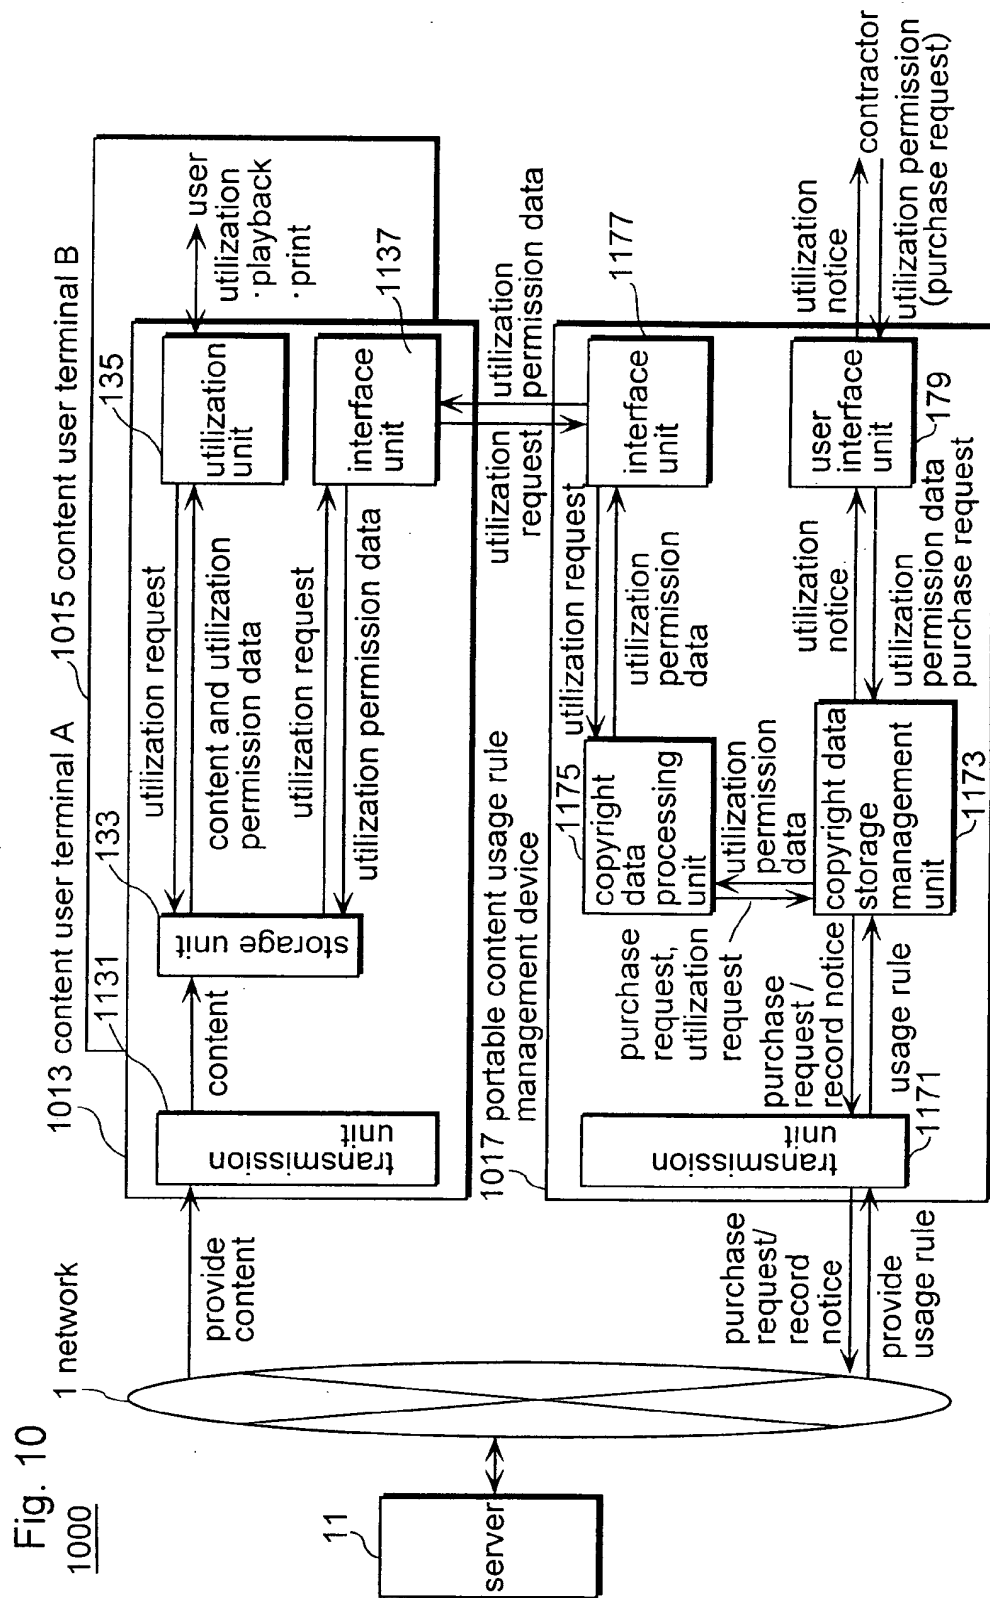 Fig. 10
1000
11
server
1 network
provide
content
purchase
request/
record
notice
provide
usage rule
1013 content user terminal A
1015 content user terminal B
1131
transmission
unit
content
133
storage unit
utilization request
content and utilization
permission data
utilization request
utilization permission data
135
utilization
unit
user
utilization
·playback
·print
interface
unit
1137
utilization
request
utilization
permission data
1017 portable content usage rule
management device
transmission
unit
1171
purchase
request /
record notice
usage rule
purchase
request,
utilization
request
1175
copyright
data
processing
unit
utilization
permission
data
copyright data
storage
management
unit
1173
utilization request
utilization
permission
data
interface
unit
1177
utilization
notice
utilization
permission data
purchase request
user
interface
unit
179
utilization
notice
contractor
utilization permission
(purchase request)